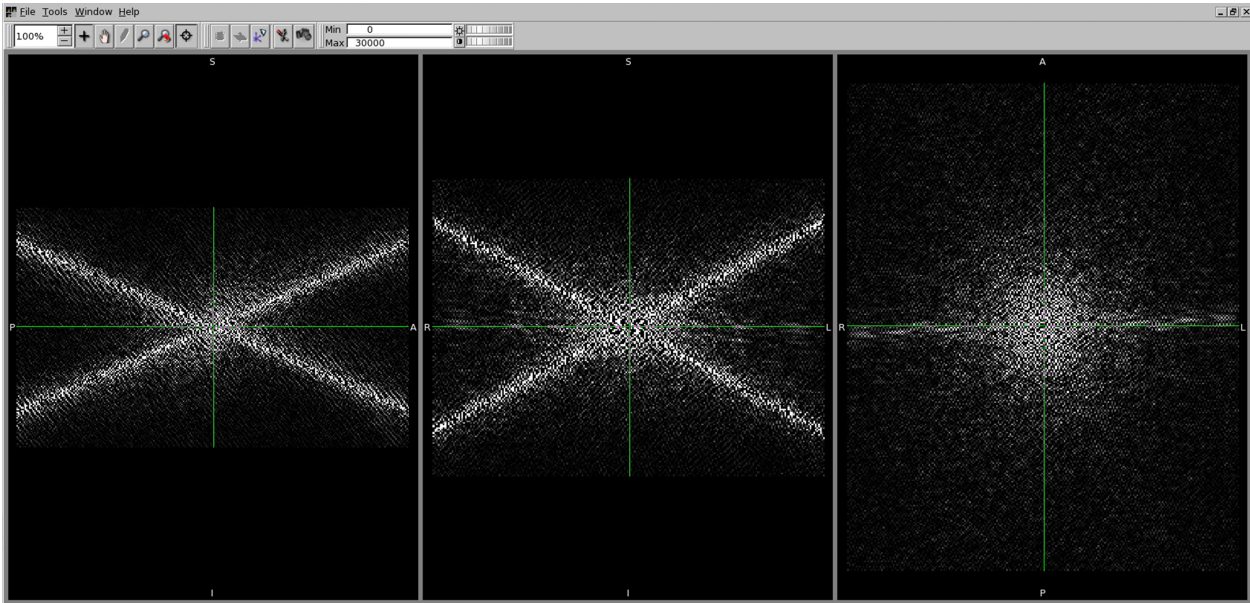 File Tools Window Help
100%
Min 0
Max 30000
S S A
P A R L R L
I I P